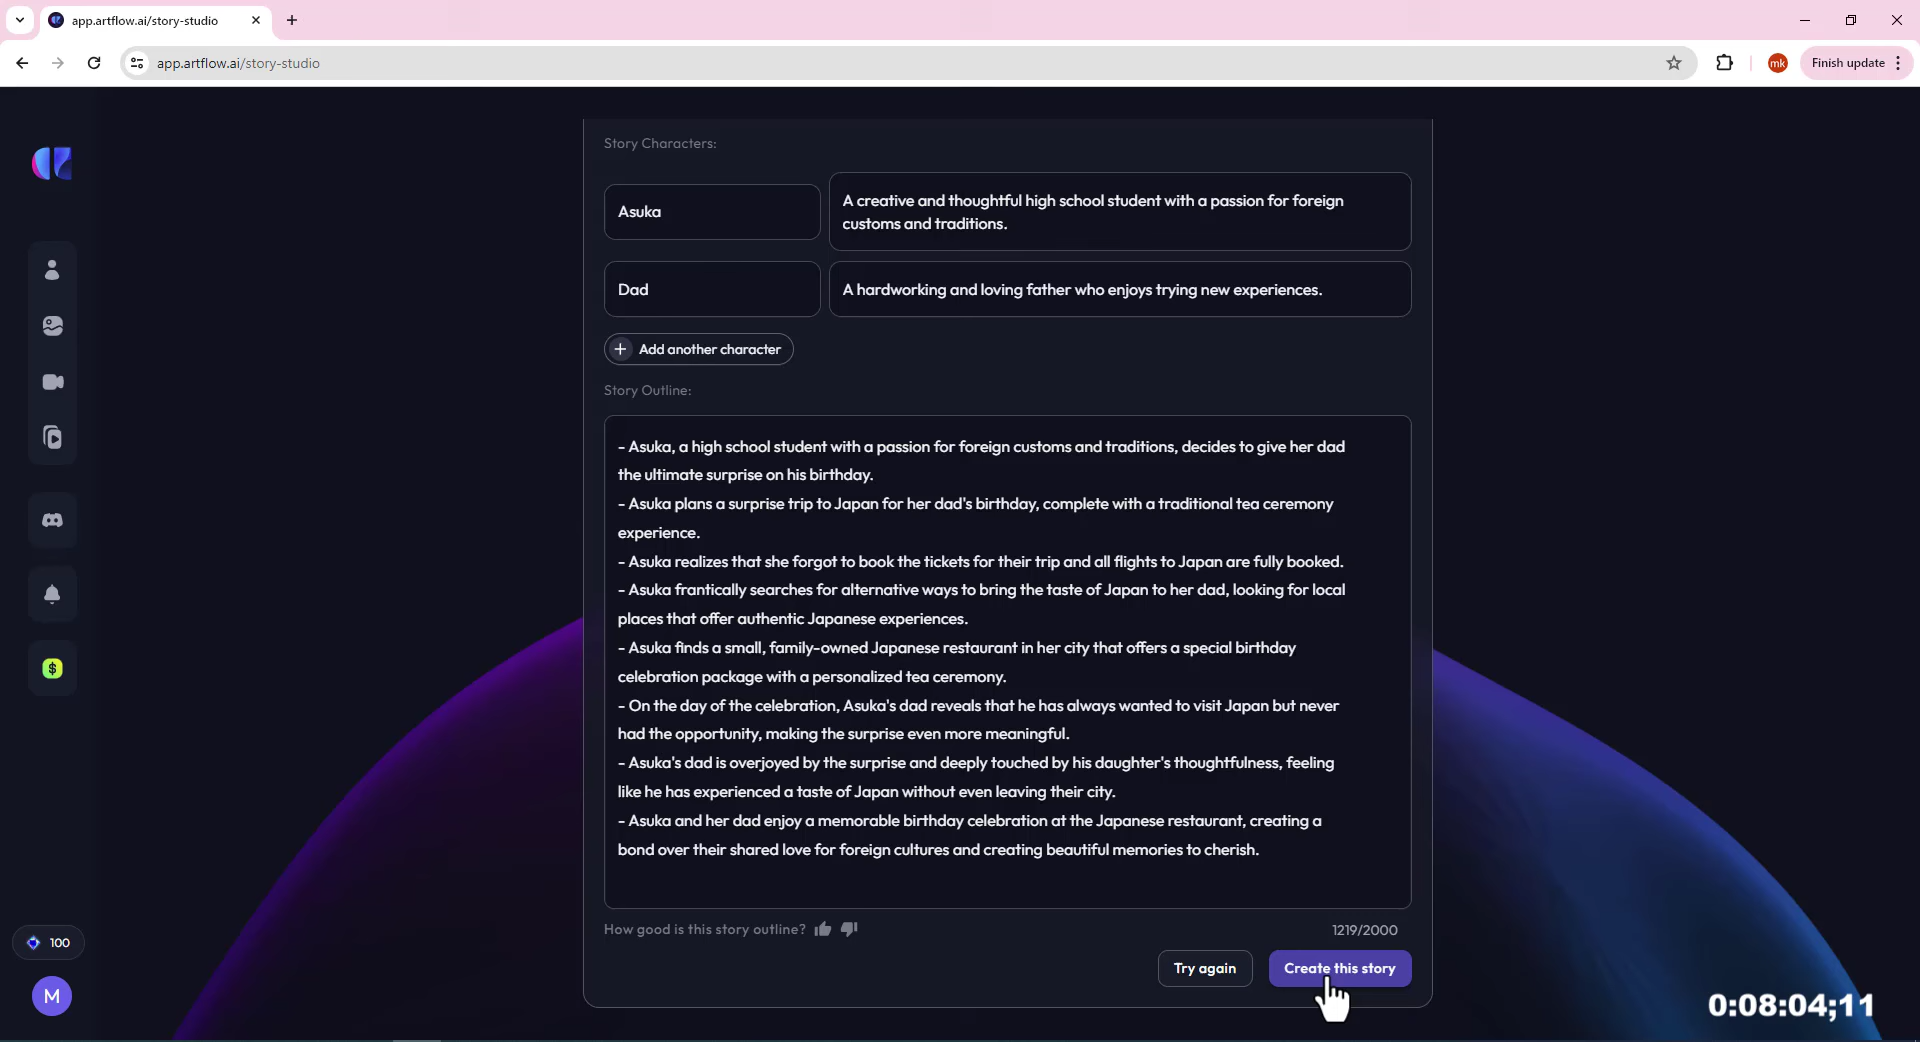 app.artflow.ai/story-studio
app.artflow.ai/story-studio
mk
Finish update
Story Characters:
Asuka
A creative and thoughtful high school student with a passion for foreign
customs and traditions.
Dad
A hardworking and loving father who enjoys trying new experiences.
Add another character
Story Outline:
- Asuka, a high school student with a passion for foreign customs and traditions, decides to give her dad
the ultimate surprise on his birthday.
- Asuka plans a surprise trip to Japan for her dad's birthday, complete with a traditional tea ceremony
experience.
- Asuka realizes that she forgot to book the tickets for their trip and all flights to Japan are fully booked.
- Asuka frantically searches for alternative ways to bring the taste of Japan to her dad, looking for local
places that offer authentic Japanese experiences.
- Asuka finds a small, family-owned Japanese restaurant in her city that offers a special birthday
celebration package with a personalized tea ceremony.
- On the day of the celebration, Asuka's dad reveals that he has always wanted to visit Japan but never
had the opportunity, making the surprise even more meaningful.
- Asuka's dad is overjoyed by the surprise and deeply touched by his daughter's thoughtfulness, feeling
like he has experienced a taste of Japan without even leaving their city.
- Asuka and her dad enjoy a memorable birthday celebration at the Japanese restaurant, creating a
bond over their shared love for foreign cultures and creating beautiful memories to cherish.
How good is this story outline?
1219/2000
Try again
Create this story
$
100
M
0:08:04;11